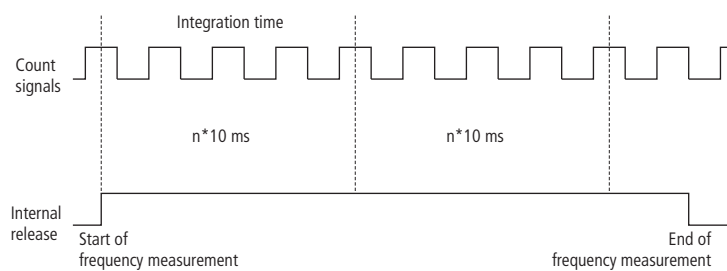 Integration time
Count
signals
n*10 ms
n*10 ms
Internal
release
Start of
frequency measurement
End of
frequency measurement